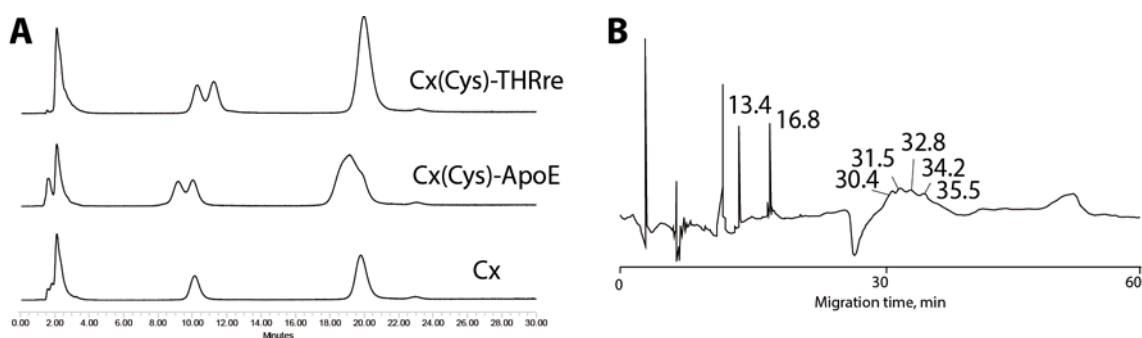 A
Cx(Cys)-THRre
Cx(Cys)-ApoE
Cx
0.00 2.00 4.00 6.00 8.00 10.00 12.00 14.00 16.00 18.00 20.00 22.00 24.00 26.00 28.00 30.00
Minutes
B
13.4
16.8
32.8
31.5
34.2
30.4
35.5
0 30 60
Migration time, min